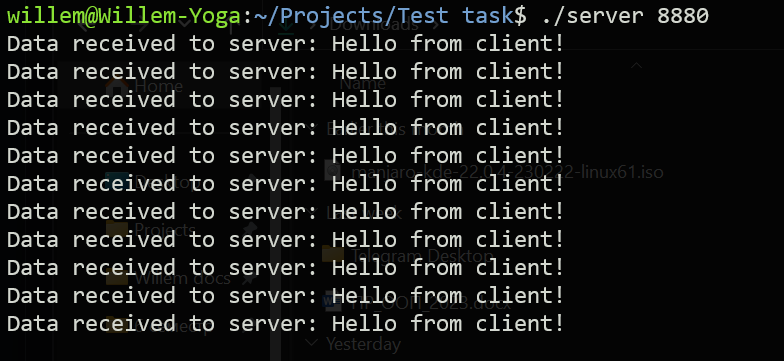 willem@Willem-Yoga:~/Projects/Test task$ ./server 8880
Data received to server: Hello from client!
Data received to server: Hello from client!
Data received to server: Hello from client!
Data received to server: Hello from client!
Data received to server: Hello from client!
Data received to server: Hello from client!
Data received to server: Hello from client!
Data received to server: Hello from client!
Data received to server: Hello from client!
Data received to server: Hello from client!
Data received to server: Hello from client!
Downloads
Home
Name
manjaro-kde-22.0.4-230222-linux61.iso
Desktop
Projects
Telegram Desktop
Willem docs
Yesterday